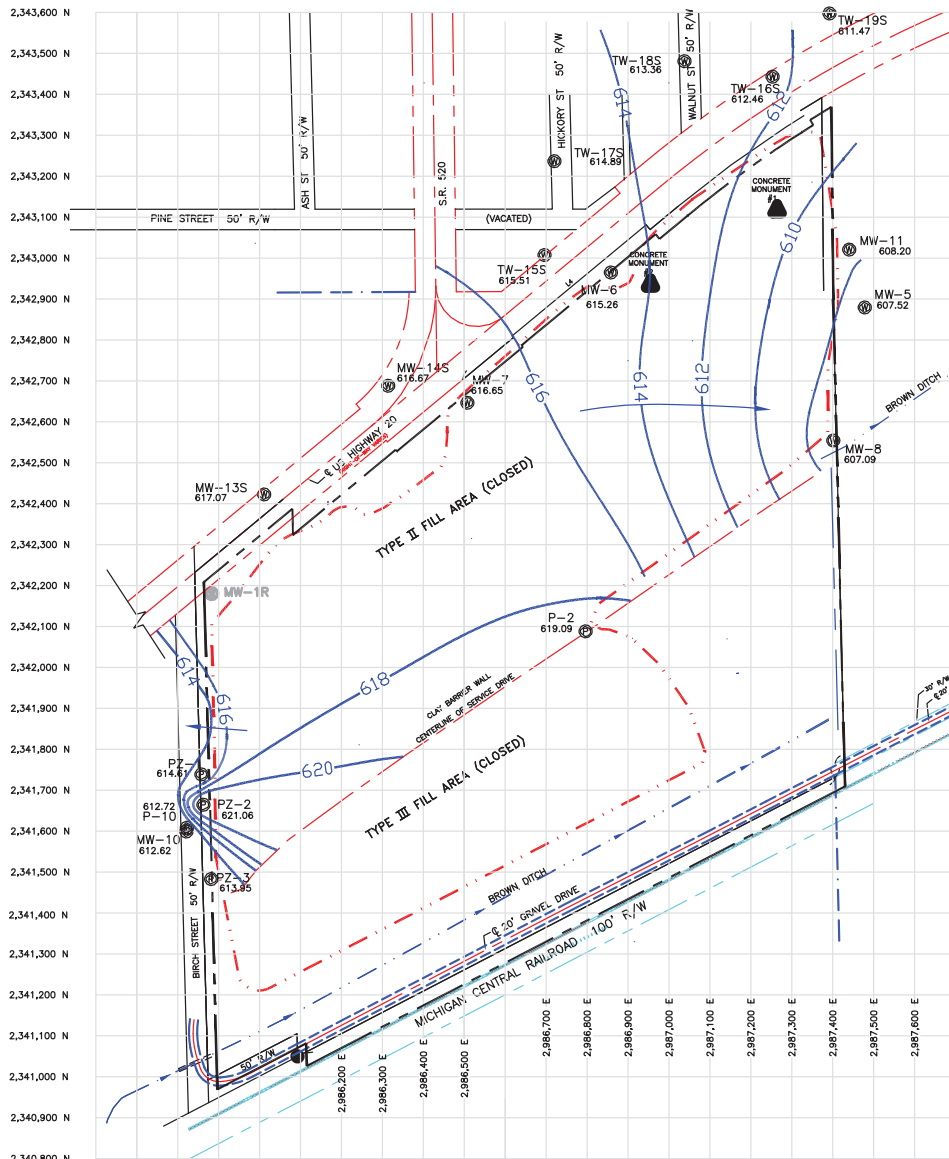 2,343,600 N
2,343,500 N
2,343,400 N
2,343,300 N
2,343,200 N
2,343,100 N
2,343,000 N
2,342,900 N
2,342,800 N
2,342,700 N
2,342,600 N
2,342,500 N
2,342,400 N
2,342,300 N
2,342,200 N
2,342,100 N
2,342,000 N
2,341,900 N
2,341,800 N
2,341,700 N
2,341,600 N
2,341,500 N
2,341,400 N
2,341,300 N
2,341,200 N
2,341,100 N
2,341,000 N
2,340,900 N
2,340,800 N
TW-19S
611.47
TW-18S
613.36
TW-16S
612.46
TW-17S
614.89
ASH ST 50' R/W
S.R. 520
HICKORY ST 50' R/W
WALNUT ST 50' R/W
614
612
PINE STREET 50' R/W
(VACATED)
CONCRETE
MONUMENT
#1
610
MW-11
608.20
TW-15S
615.51
CONCRETE
MONUMENT
L4
MW-6
615.26
MW-5
607.52
MW-14S
616.67
MW-7
616.65
616
614
612
BROWN DITCH
MW-8
607.09
℄ US HIGHWAY 20
MW-13S
617.07
TYPE II FILL AREA (CLOSED)
MW-1R
P-2
619.09
614
616
618
CLAY BARRIER WALL
CENTERLINE OF SERVICE DRIVE
620
PZ-
614.61
PZ-2
621.06
612.72
P-10
MW-10
612.62
PZ-3
613.95
TYPE III FILL AREA (CLOSED)
30' R/W
℄ 20'
BIRCH STREET 50' R/W
BROWN DITCH
℄ 20' GRAVEL DRIVE
MICHIGAN CENTRAL RAILROAD 100' R/W
50' R/W
2,986,200 E
2,986,300 E
2,986,400 E
2,986,500 E
2,986,700 E
2,986,800 E
2,986,900 E
2,987,000 E
2,987,100 E
2,987,200 E
2,987,300 E
2,987,400 E
2,987,500 E
2,987,600 E